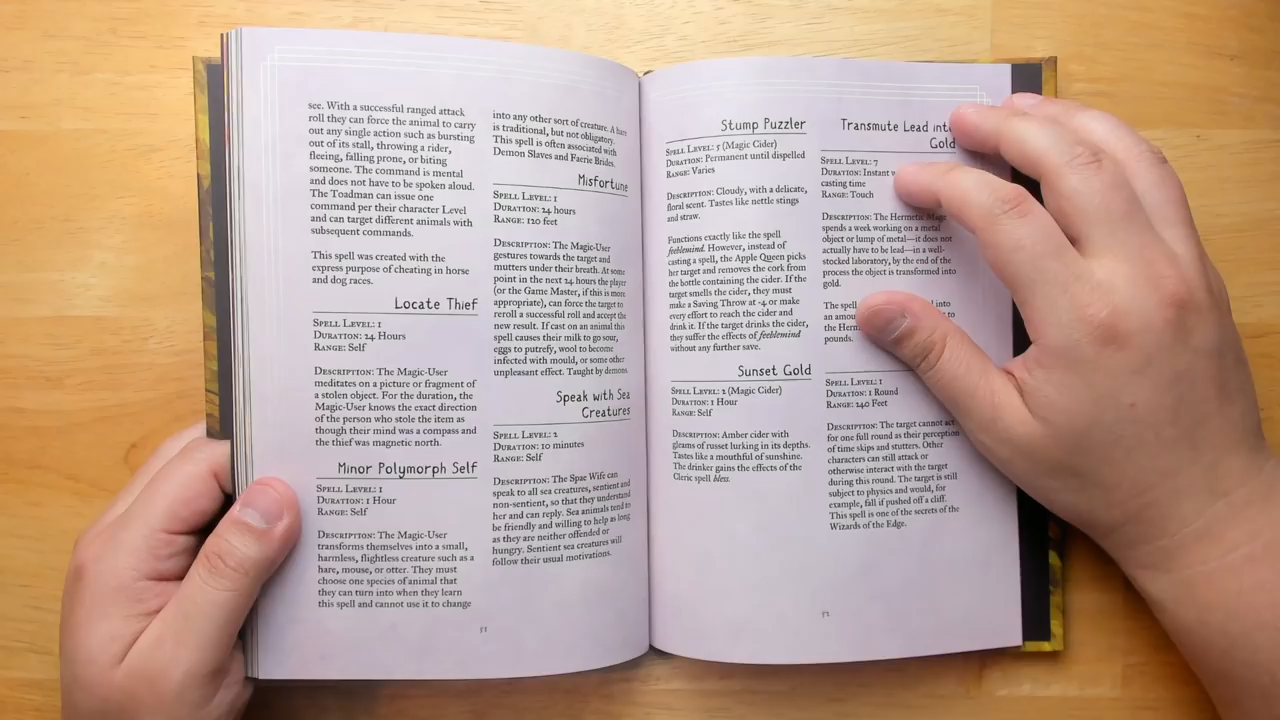 see. With a successful ranged attack
roll they can force the animal to carry
out any single action such as bursting
out of its stall, throwing a rider,
fleeing, falling prone, or biting
someone. The command is mental
and does not have to be spoken aloud.
The Toadman can issue one
command per their character Level
and can target different animals with
subsequent commands.
This spell was created with the
express purpose of cheating in horse
and dog races.
Locate Thief
Spell Level: 1
Duration: 24 Hours
Range: Self
Description: The Magic-User
meditates on a picture or fragment of
a stolen object. For the duration, the
Magic-User knows the exact direction
of the person who stole the item as
though their mind was a compass and
the thief was magnetic north.
Minor Polymorph Self
Spell Level: 1
Duration: 1 Hour
Range: Self
Description: The Magic-User
transforms themselves into a small,
harmless, flightless creature such as a
hare, mouse, or otter. They must
choose one species of animal that
they can turn into when they learn
this spell and cannot use it to change
into any other sort of creature. A hare
is traditional, but not obligatory.
This spell is often associated with
Demon Slaves and Faerie Brides.
Misfortune
Spell Level: 1
Duration: 24 hours
Range: 120 feet
Description: The Magic-User
gestures towards the target and
mutters under their breath. At some
point in the next 24 hours the player
(or the Game Master, if this is more
appropriate), can force the target to
reroll a successful roll and accept the
new result. If cast on an animal this
spell causes their milk to go sour,
eggs to putrefy, wool to become
infected with mould, or some other
unpleasant effect. Taught by demons.
Speak with Sea
Creatures
Spell Level: 2
Duration: 10 minutes
Range: Self
Description: The Spae Wife can
speak to all sea creatures, sentient and
non-sentient, so that they understand
her and can reply. Sea animals tend to
be friendly and willing to help as long
as they are neither offended or
hungry. Sentient sea creatures will
follow their usual motivations.
51
Stump Puzzler
Spell Level: 5 (Magic Cider)
Duration: Permanent until dispelled
Range: Varies
Description: Cloudy, with a delicate,
floral scent. Tastes like nettle stings
and straw.
Functions exactly like the spell
feeblemind. However, instead of
casting a spell, the Apple Queen picks
her target and removes the cork from
the bottle containing the cider. If the
target smells the cider, they must
make a Saving Throw at -4 or make
every effort to reach the cider and
drink it. If the target drinks the cider,
they suffer the effects of feeblemind
without any further save.
Sunset Gold
Spell Level: 2 (Magic Cider)
Duration: 1 Hour
Range: Self
Description: Amber cider with
gleams of russet lurking in its depths.
Tastes like a mouthful of sunshine.
The drinker gains the effects of the
Cleric spell bless.
Transmute Lead into
Gold
Spell Level: 7
Duration: Instant
casting time
Range: Touch
Description: The Hermetic Mage
spends a week working on a metal
object or lump of metal—it does not
actually have to be lead—in a well-
stocked laboratory, by the end of the
process the object is transformed into
gold.
The spell into
an amou to
the Herm
pounds.
Spell Level: 1
Duration: 1 Round
Range: 240 Feet
Description: The target cannot act
for one full round as their perception
of time skips and stutters. Other
characters can still attack or
otherwise interact with the target
during this round. The target is still
subject to physics and would, for
example, fall if pushed off a cliff.
This spell is one of the secrets of the
Wizards of the Edge.
52